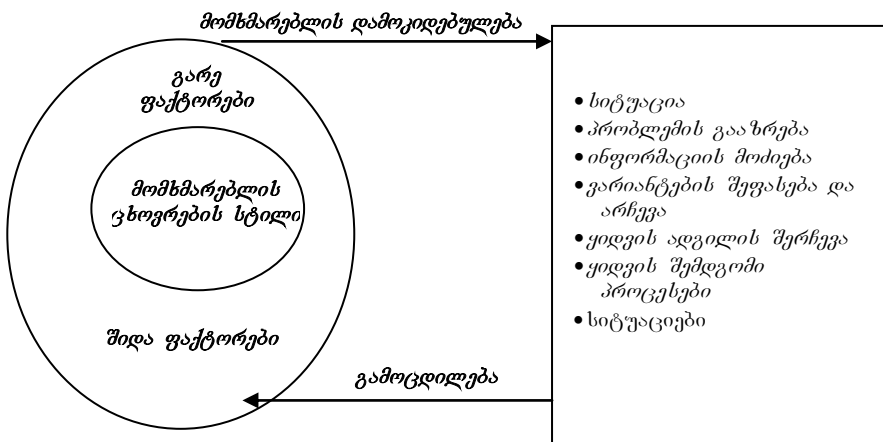 მომხმარებლის დამოკიდებულება
გარე
ფაქტორები
მომხმარებლის
ცხოვრების სტილი
შიდა ფაქტორები
გამოცდილება
• სიტუაცია
• პრობლემის გააზრება
• ინფორმაციის მოძიება
• ვარიანტების შეფასება და
არჩევა
• ყიდვის ადგილის შერჩევა
• ყიდვის შემდგომი
პროცესები
• სიტუაციები